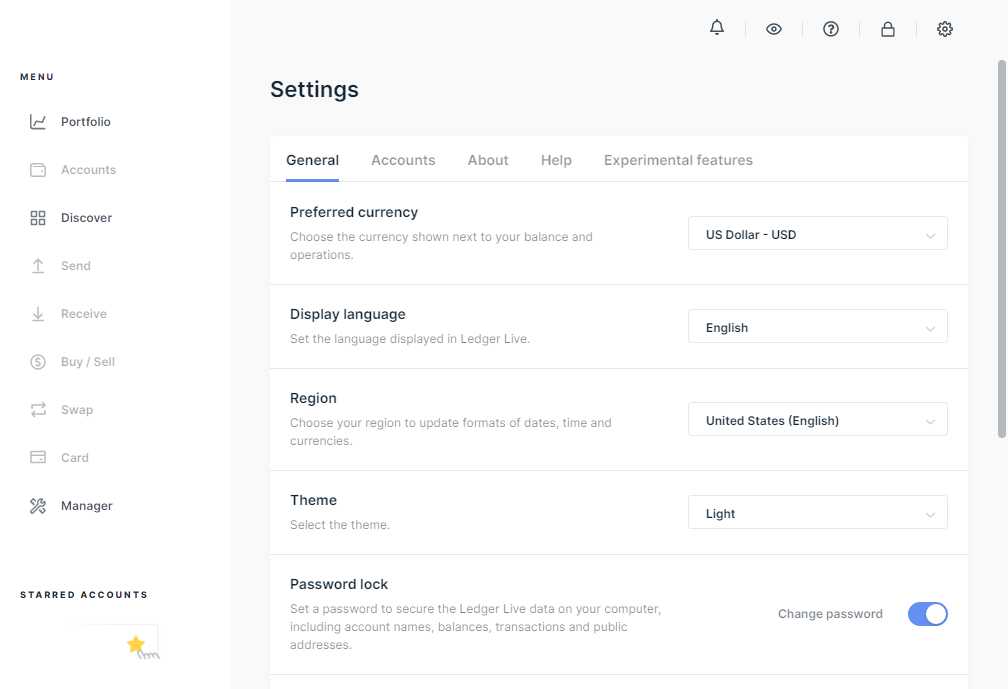 MENU
Portfolio
Accounts
Discover
Send
Receive
Buy / Sell
Swap
Card
Manager
STARRED ACCOUNTS
Settings
General
Accounts
About
Help
Experimental features
Preferred currency
Choose the currency shown next to your balance and
operations.
US Dollar - USD
Display language
Set the language displayed in Ledger Live.
English
Region
Choose your region to update formats of dates, time and
currencies.
United States (English)
Theme
Select the theme.
Light
Password lock
Set a password to secure the Ledger Live data on your computer,
including account names, balances, transactions and public
addresses.
Change password